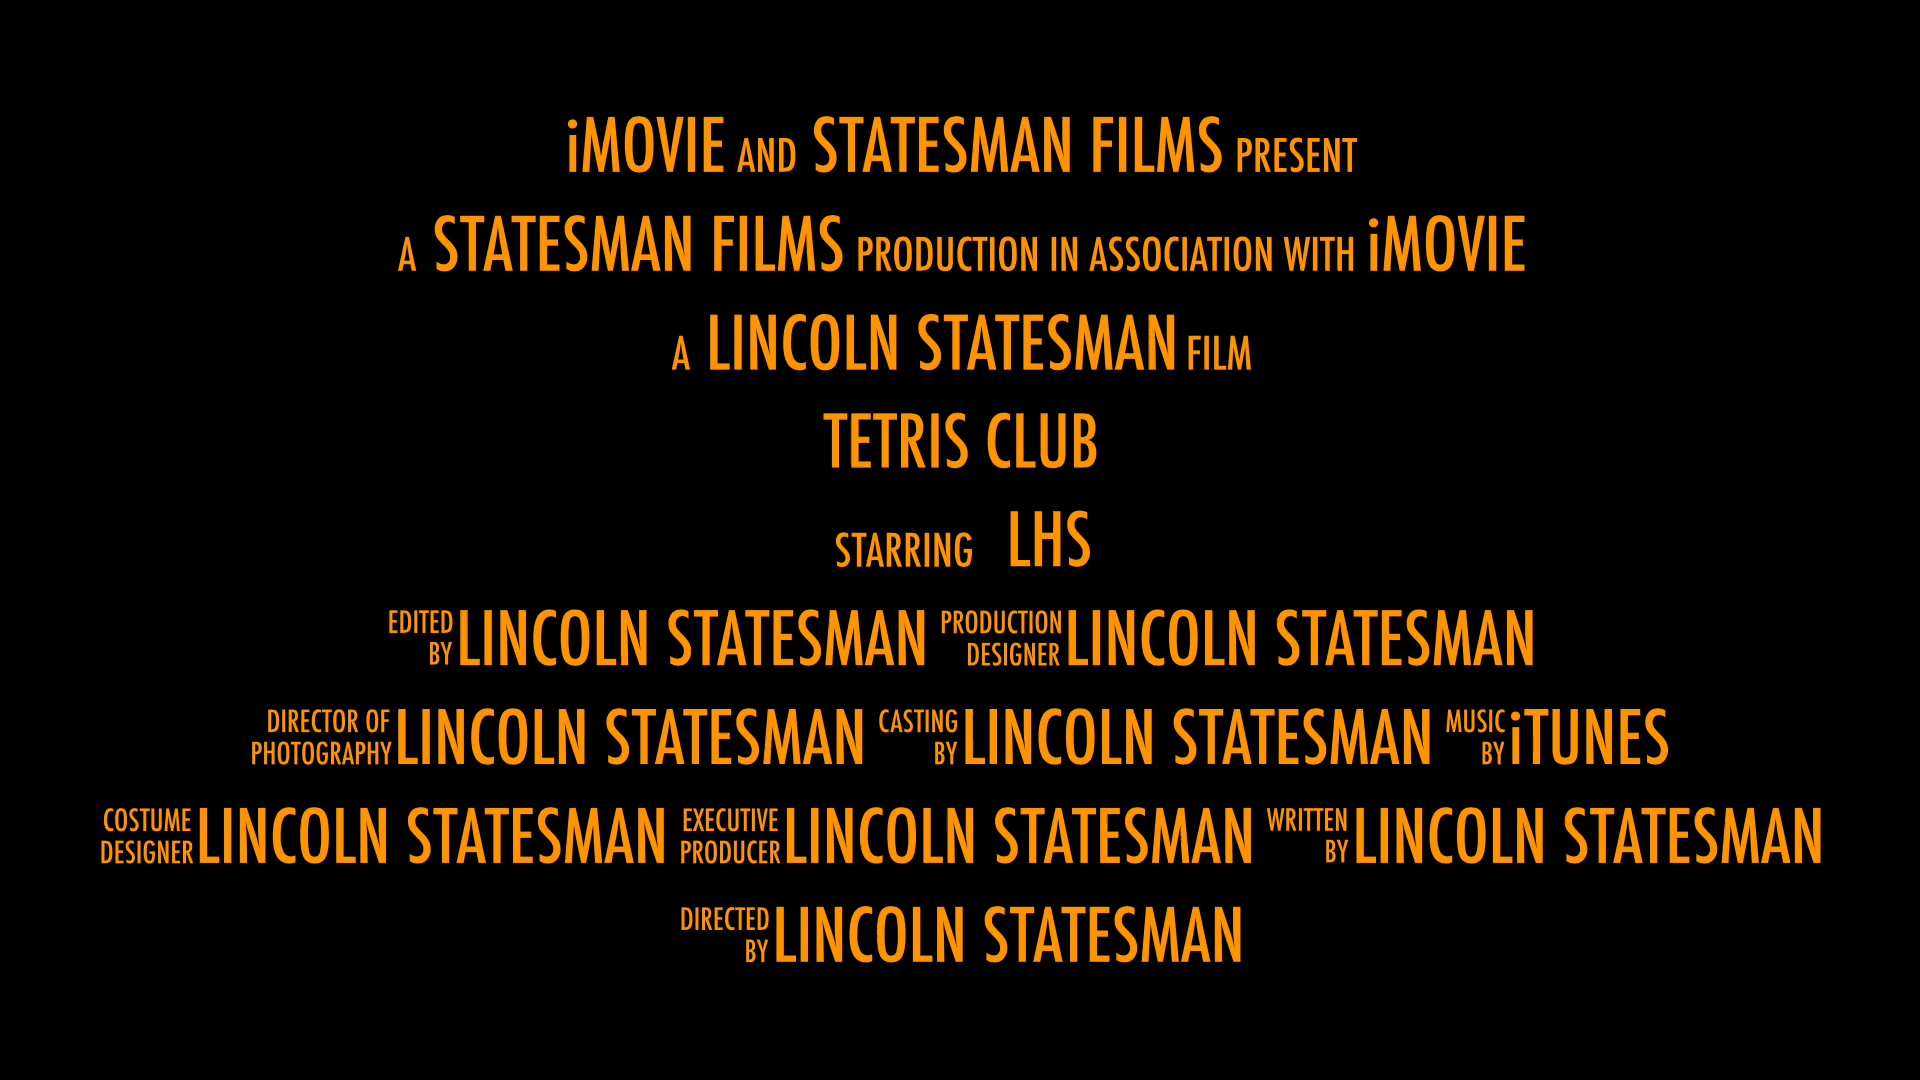 iMOVIE AND STATESMAN FILMS PRESENT
A STATESMAN FILMS PRODUCTION IN ASSOCIATION WITH iMOVIE
A LINCOLN STATESMAN FILM
TETRIS CLUB
STARRING LHS
EDITED BY LINCOLN STATESMAN PRODUCTION DESIGNER LINCOLN STATESMAN
DIRECTOR OF PHOTOGRAPHY LINCOLN STATESMAN CASTING BY LINCOLN STATESMAN MUSIC BY iTUNES
COSTUME DESIGNER LINCOLN STATESMAN EXECUTIVE PRODUCER LINCOLN STATESMAN WRITTEN BY LINCOLN STATESMAN
DIRECTED BY LINCOLN STATESMAN